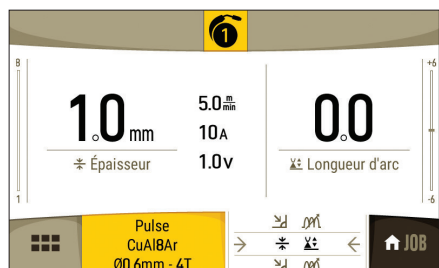 1
8
+6
1.0 mm
5.0 m/min
10 A
1.0 V
0.0
Épaisseur
Longueur d'arc
1
-6
Pulse
CuAl8Ar
Ø0.6mm - 4T
JOB